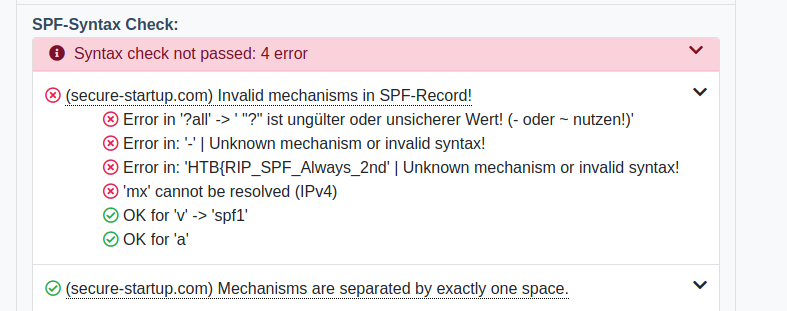 SPF-Syntax Check:
Syntax check not passed: 4 error
(secure-startup.com) Invalid mechanisms in SPF-Record!
Error in '?all' -> ' "?" ist ungülter oder unsicherer Wert! (- oder ~ nutzen!)'
Error in: '-' | Unknown mechanism or invalid syntax!
Error in: 'HTB{RIP_SPF_Always_2nd' | Unknown mechanism or invalid syntax!
'mx' cannot be resolved (IPv4)
OK for 'v' -> 'spf1'
OK for 'a'
(secure-startup.com) Mechanisms are separated by exactly one space.